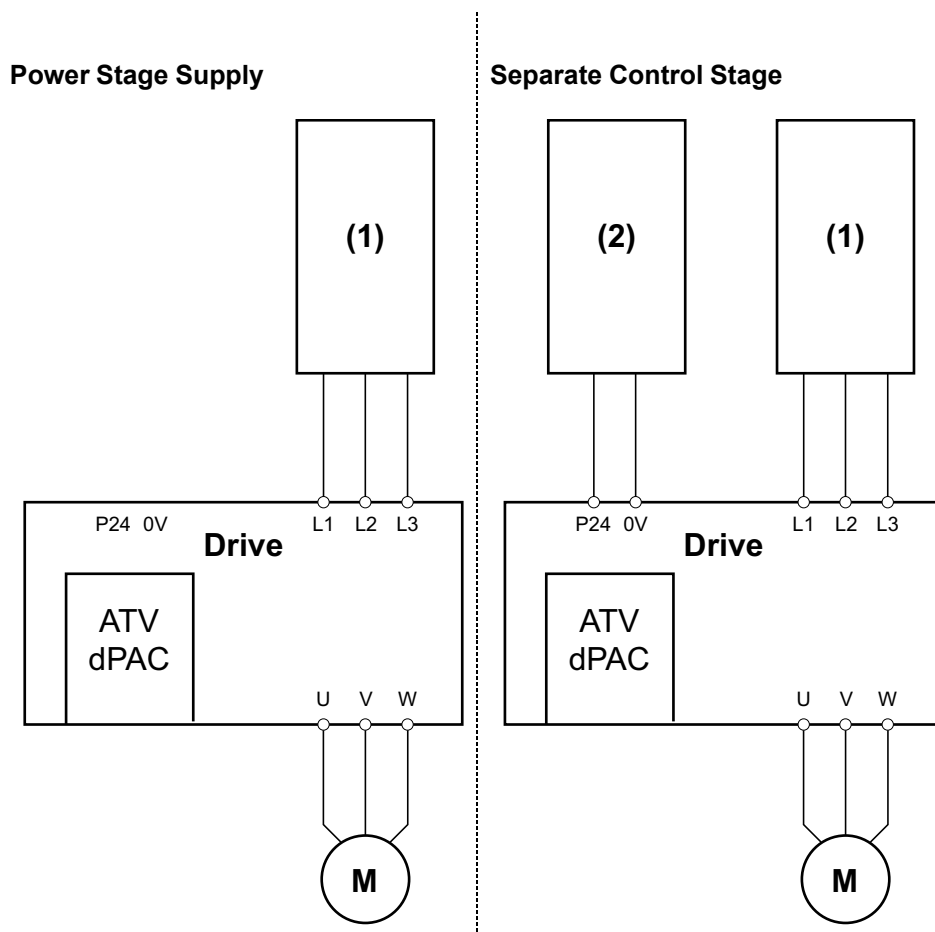 Power Stage Supply
(1)
P24 0V
L1 L2 L3
Drive
ATV
dPAC
U V W
M
Separate Control Stage
(2) (1)
P24 0V
L1 L2 L3
Drive
ATV
dPAC
U V W
M